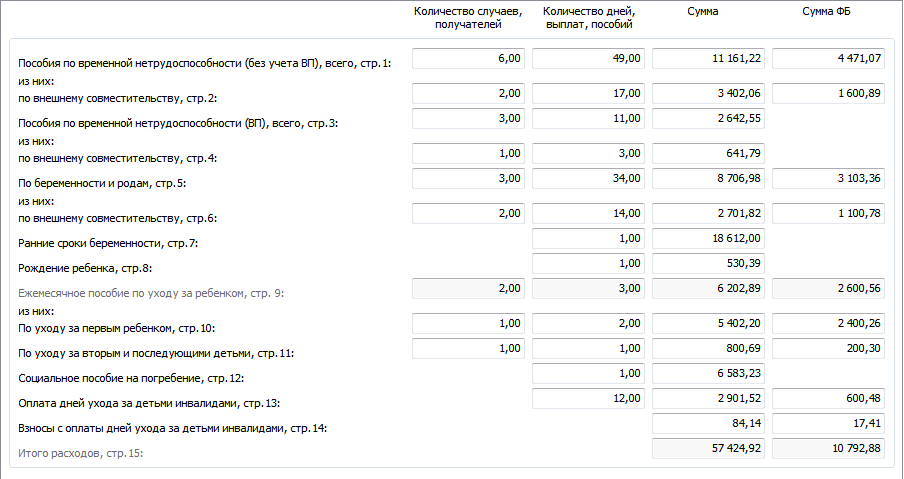 Количество случаев, Количество дней, Сумма Сумма ФБ
получателей выплат, пособий
Пособия по временной нетрудоспособности (без учета ВП), всего, стр.1: 6,00 49,00 11 161,22 4 471,07
из них:
по внешнему совместительству, стр.2: 2,00 17,00 3 402,06 1 600,89
Пособия по временной нетрудоспособности (ВП), всего, стр.3: 3,00 11,00 2 642,55
из них:
по внешнему совместительству, стр.4: 1,00 3,00 641,79
По беременности и родам, стр.5: 3,00 34,00 8 706,98 3 103,36
из них:
по внешнему совместительству, стр.6: 2,00 14,00 2 701,82 1 100,78
Ранние сроки беременности, стр.7: 1,00 18 612,00
Рождение ребенка, стр.8: 1,00 530,39
Ежемесячное пособие по уходу за ребенком, стр. 9: 2,00 3,00 6 202,89 2 600,56
из них:
По уходу за первым ребенком, стр.10: 1,00 2,00 5 402,20 2 400,26
По уходу за вторым и последующими детьми, стр.11: 1,00 1,00 800,69 200,30
Социальное пособие на погребение, стр.12: 1,00 6 583,23
Оплата дней ухода за детьми инвалидами, стр.13: 12,00 2 901,52 600,48
Взносы с оплаты дней ухода за детьми инвалидами, стр.14: 84,14 17,41
Итого расходов, стр.15: 57 424,92 10 792,88